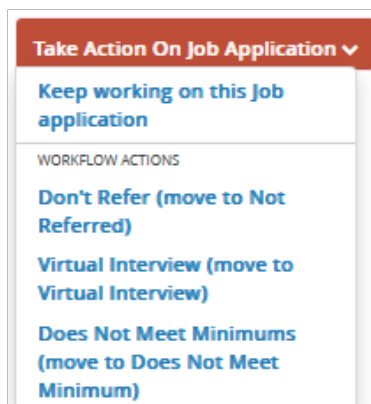 Take Action On Job Application
Keep working on this Job
application
WORKFLOW ACTIONS
Don't Refer (move to Not
Referred)
Virtual Interview (move to
Virtual Interview)
Does Not Meet Minimums
(move to Does Not Meet
Minimum)